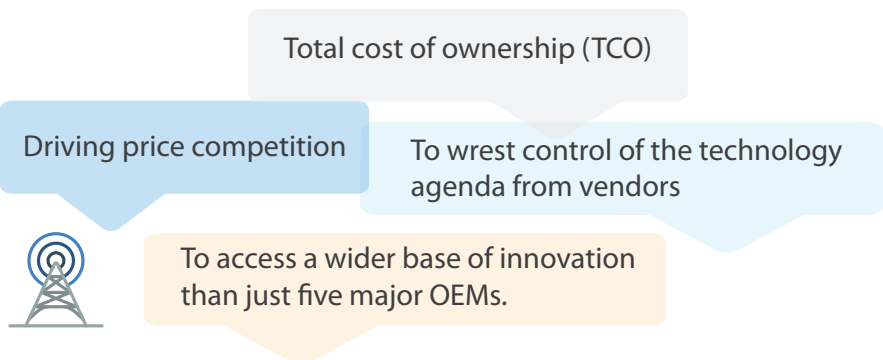 Total cost of ownership (TCO)
Driving price competition
To wrest control of the technology
agenda from vendors
To access a wider base of innovation
than just five major OEMs.